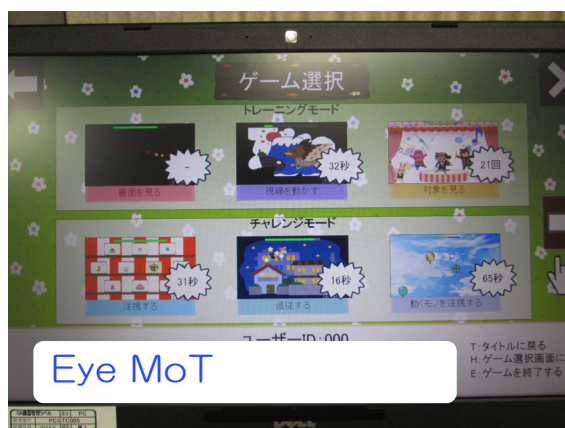 ゲーム選択
トレーニングモード
画面を見る
視線を動かす
32秒
対象を見る
21回
チャレンジモード
31秒
注視する
16秒
追従する
65秒
動くモノを注視する
ユーザーID:000
T:タイトルに戻る
H:ゲーム選択画面に
E:ゲームを終了する
Eye MoT
PC
PCGTC005